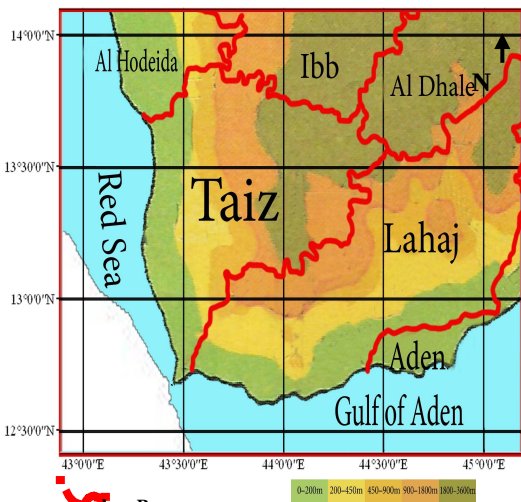 14°0'0"N
Al Hodeida
Ibb
Al Dhale
N
13°30'0"N
Red Sea
Taiz
Lahaj
13°0'0"N
Aden
Gulf of Aden
12°30'0"N
43°0'0"E 43°30'0"E 44°0'0"E 44°30'0"E 45°0'0"E
0–200m 200–450m 450–900m 900–1800m 1800–3600m